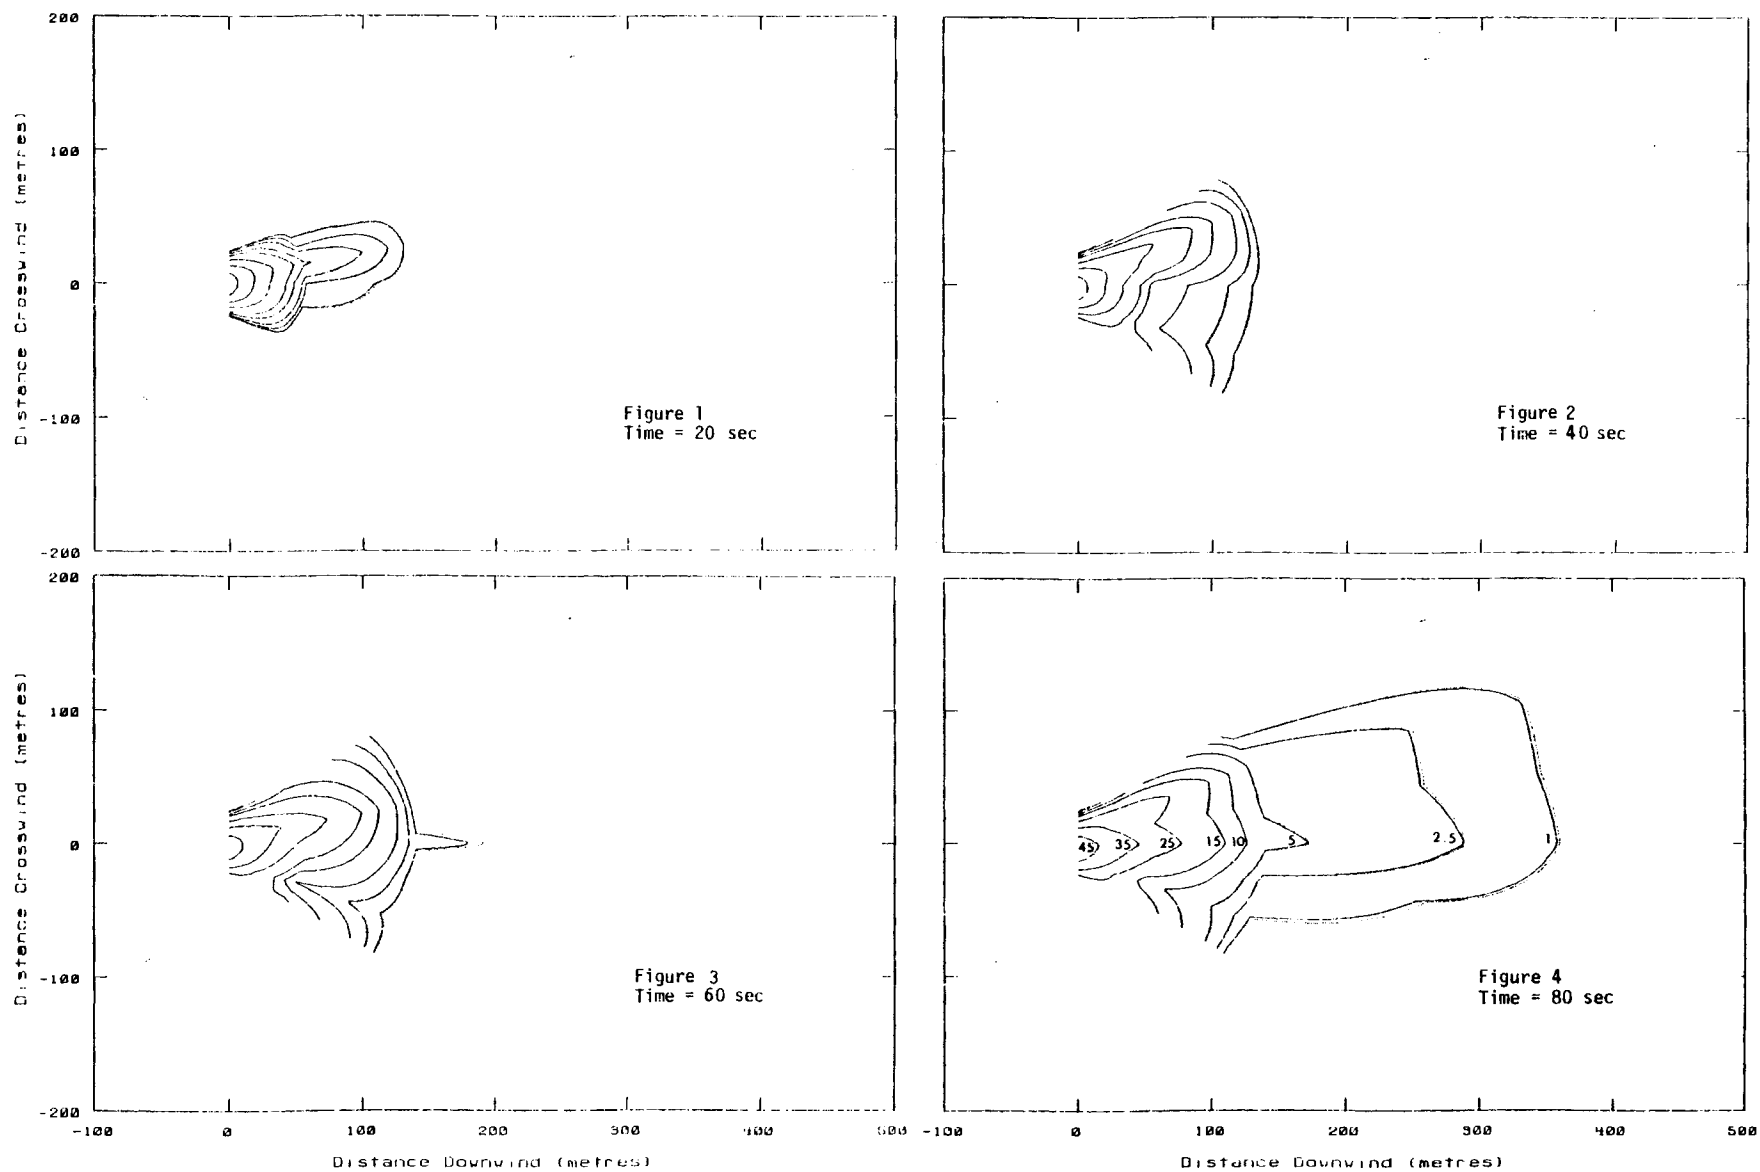 200
100
0
-100
-200
Distance Crosswind (metres)
Figure 1
Time = 20 sec
Figure 2
Time = 40 sec
200
100
0
-100
-200
Distance Crosswind (metres)
Figure 3
Time = 60 sec
45
35
25
15
10
5
2.5
1
Figure 4
Time = 80 sec
-100 0 100 200 300 400 500
Distance Downwind (metres)
-100 0 100 200 300 400 500
Distance Downwind (metres)